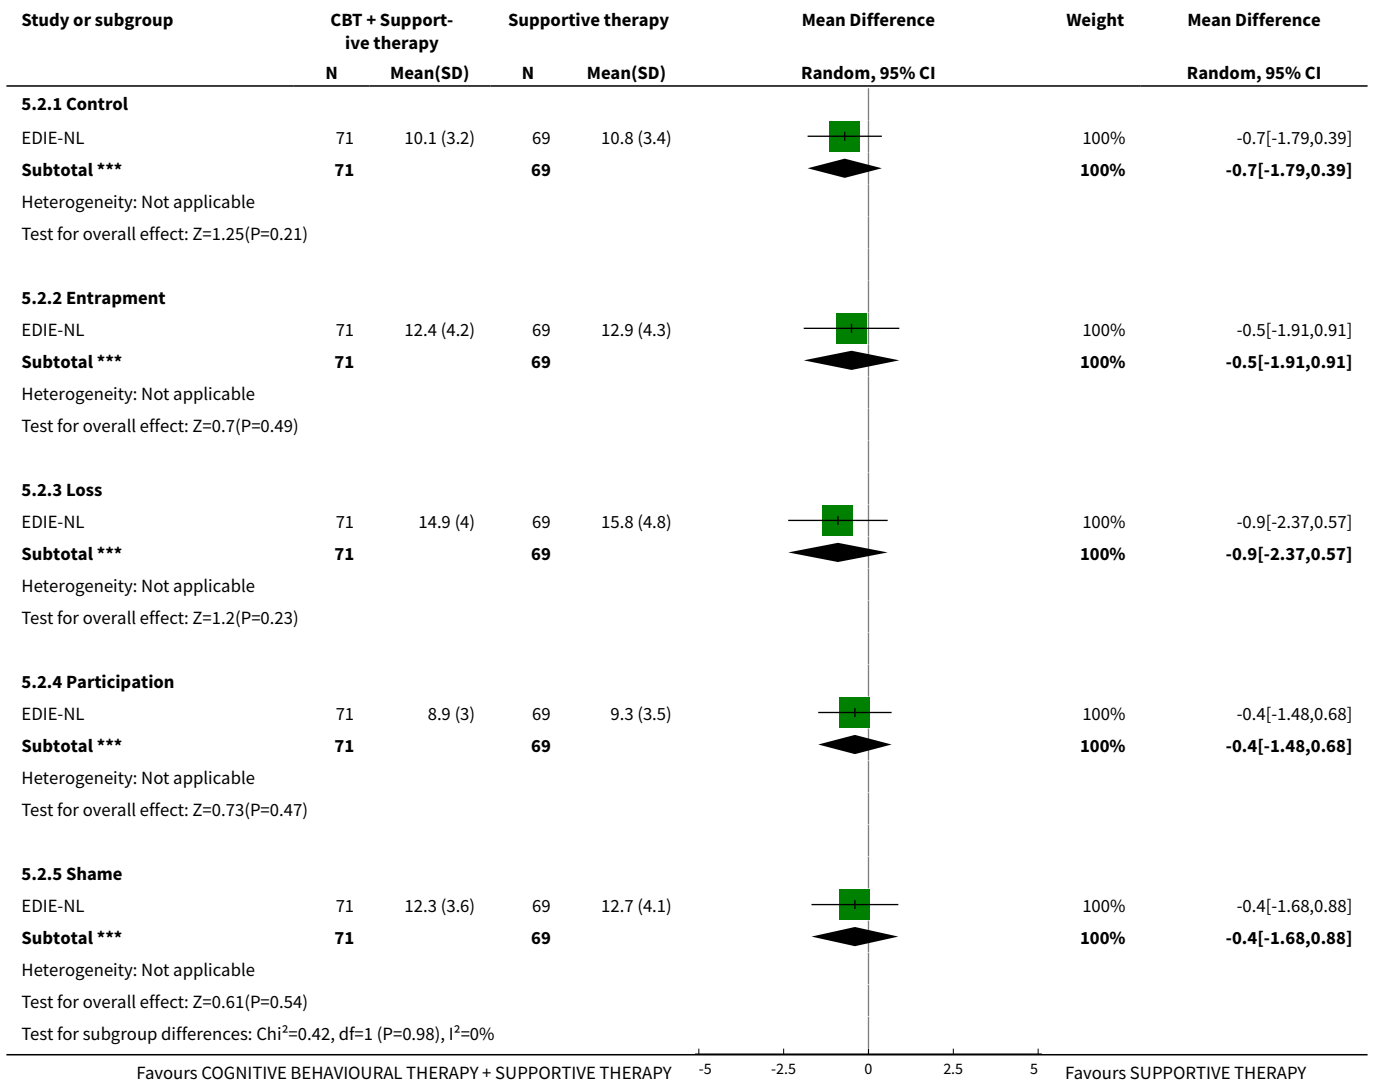 Study or subgroup CBT + Support- Supportive therapy Mean Difference Weight Mean Difference
ive therapy
N Mean(SD) N Mean(SD) Random, 95% CI Random, 95% CI
5.2.1 Control
EDIE-NL 71 10.1 (3.2) 69 10.8 (3.4) 100% -0.7[-1.79,0.39]
Subtotal *** 71 69 100% -0.7[-1.79,0.39]
Heterogeneity: Not applicable
Test for overall effect: Z=1.25(P=0.21)
5.2.2 Entrapment
EDIE-NL 71 12.4 (4.2) 69 12.9 (4.3) 100% -0.5[-1.91,0.91]
Subtotal *** 71 69 100% -0.5[-1.91,0.91]
Heterogeneity: Not applicable
Test for overall effect: Z=0.7(P=0.49)
5.2.3 Loss
EDIE-NL 71 14.9 (4) 69 15.8 (4.8) 100% -0.9[-2.37,0.57]
Subtotal *** 71 69 100% -0.9[-2.37,0.57]
Heterogeneity: Not applicable
Test for overall effect: Z=1.2(P=0.23)
5.2.4 Participation
EDIE-NL 71 8.9 (3) 69 9.3 (3.5) 100% -0.4[-1.48,0.68]
Subtotal *** 71 69 100% -0.4[-1.48,0.68]
Heterogeneity: Not applicable
Test for overall effect: Z=0.73(P=0.47)
5.2.5 Shame
EDIE-NL 71 12.3 (3.6) 69 12.7 (4.1) 100% -0.4[-1.68,0.88]
Subtotal *** 71 69 100% -0.4[-1.68,0.88]
Heterogeneity: Not applicable
Test for overall effect: Z=0.61(P=0.54)
Test for subgroup differences: Chi²=0.42, df=1 (P=0.98), I²=0%
Favours COGNITIVE BEHAVIOURAL THERAPY + SUPPORTIVE THERAPY -5 -2.5 0 2.5 5 Favours SUPPORTIVE THERAPY